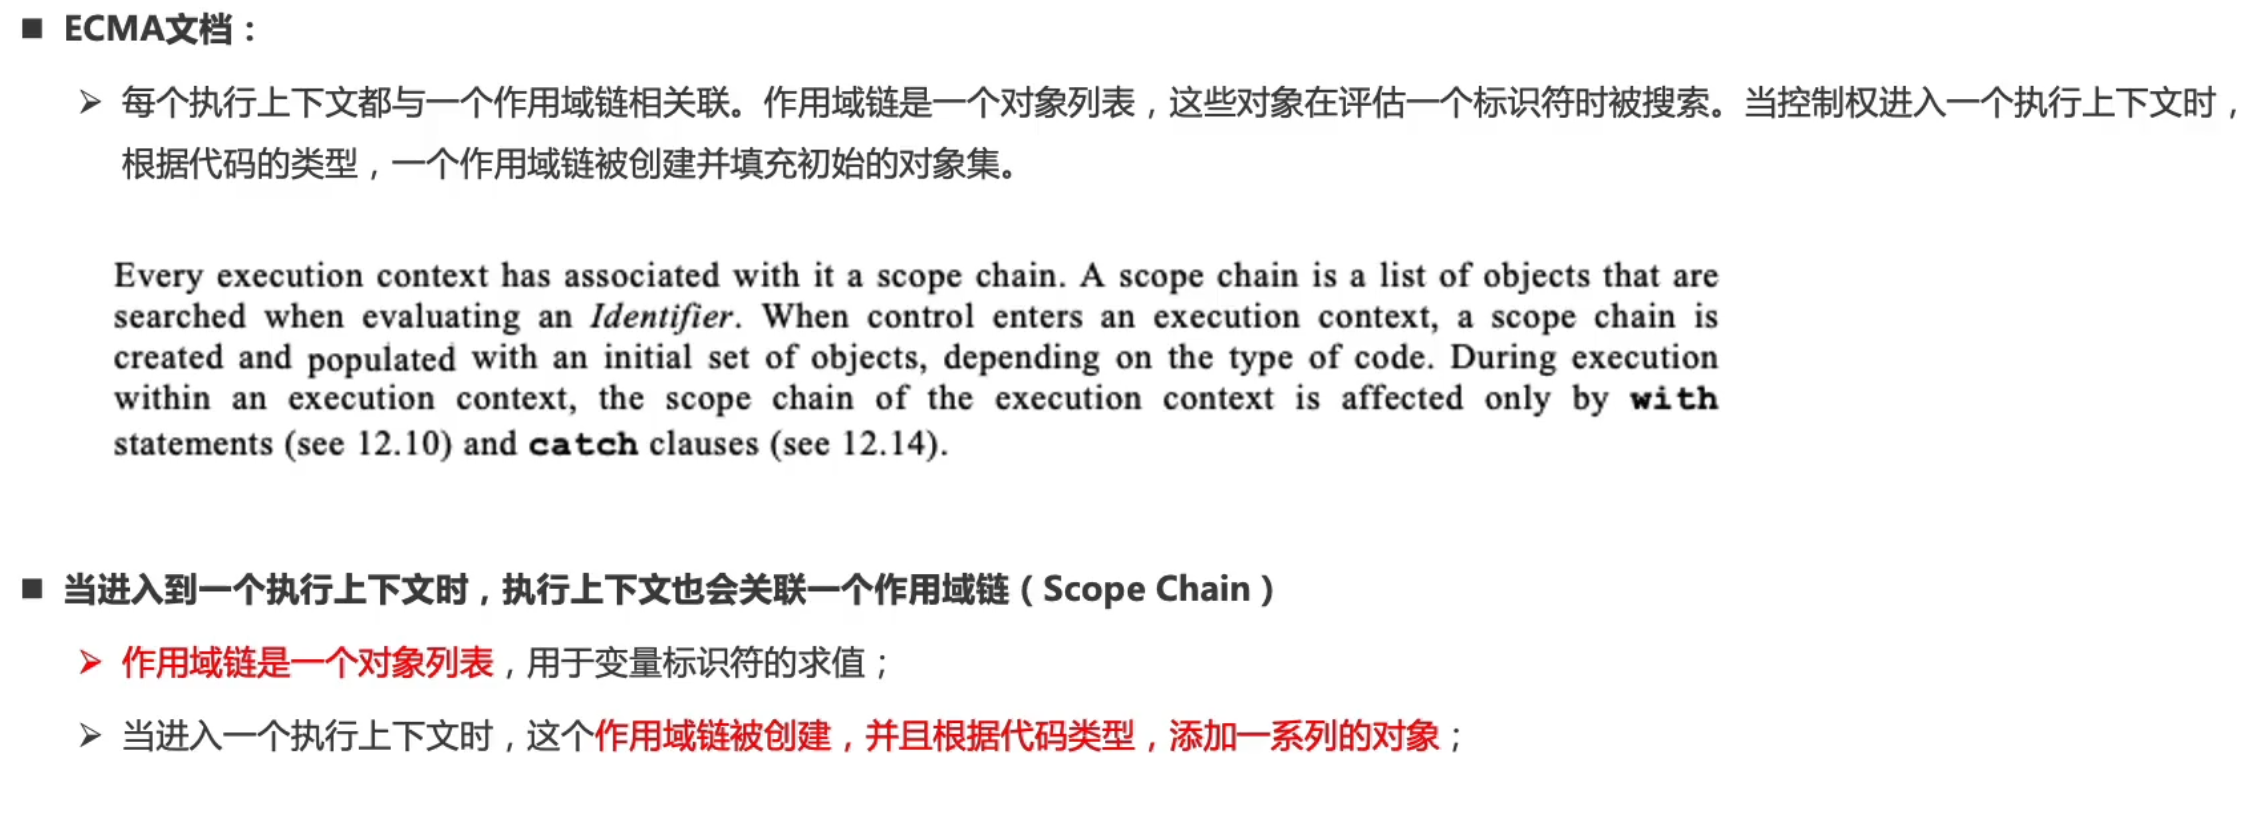 ■ ECMA文档：
➢ 每个执行上下文都与一个作用域链相关联。作用域链是一个对象列表，这些对象在评估一个标识符时被搜索。当控制权进入一个执行上下文时，
根据代码的类型，一个作用域链被创建并填充初始的对象集。
Every execution context has associated with it a scope chain. A scope chain is a list of objects that are
searched when evaluating an Identifier. When control enters an execution context, a scope chain is
created and populated with an initial set of objects, depending on the type of code. During execution
within an execution context, the scope chain of the execution context is affected only by with
statements (see 12.10) and catch clauses (see 12.14).
■ 当进入到一个执行上下文时，执行上下文也会关联一个作用域链（Scope Chain）
➢ 作用域链是一个对象列表，用于变量标识符的求值；
➢ 当进入一个执行上下文时，这个作用域链被创建，并且根据代码类型，添加一系列的对象；